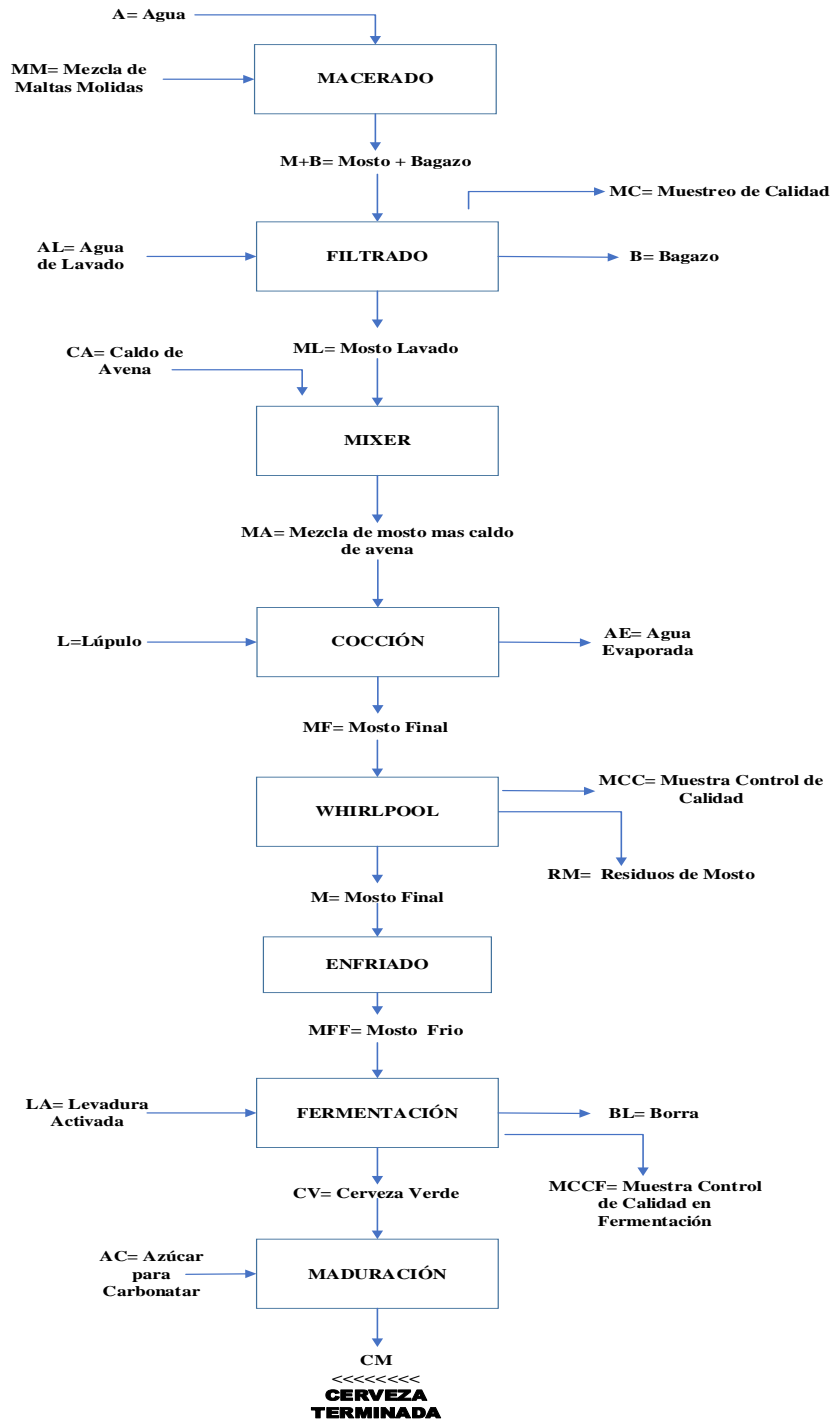 A= Agua
MM= Mezcla de
Maltas Molidas
MACERADO
M+B= Mosto + Bagazo
MC= Muestreo de Calidad
AL= Agua
de Lavado
FILTRADO
B= Bagazo
ML= Mosto Lavado
CA= Caldo de
Avena
MIXER
MA= Mezcla de mosto mas caldo
de avena
L=Lúpulo
COCCIÓN
AE= Agua
Evaporada
MF= Mosto Final
MCC= Muestra Control de
Calidad
WHIRLPOOL
RM=  Residuos de Mosto
M= Mosto Final
ENFRIADO
MFF= Mosto  Frio
LA= Levadura
Activada
FERMENTACIÓN
BL= Borra
CV= Cerveza Verde
MCCF= Muestra Control
de Calidad en
Fermentación
AC= Azúcar
para
Carbonatar
MADURACIÓN
CM
<<<<<<<<
CERVEZA
TERMINADA